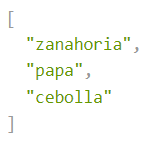 [
"zanahoria",
"papa",
"cebolla"
]